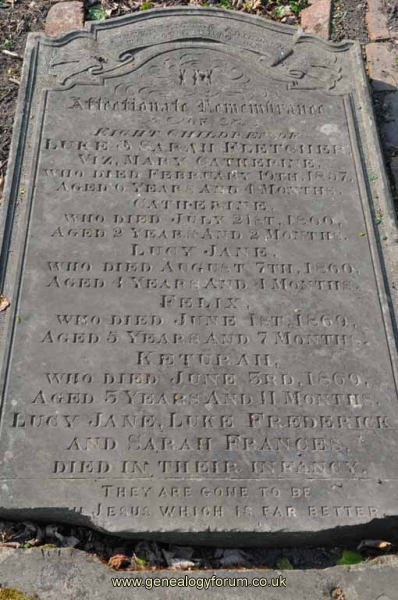 Affectionate Remembrance
OF
EIGHT CHILDREN OF
LUKE & SARAH FLETCHER
VIZ, MARY CATHERINE,
WHO DIED FEBRUARY 19TH, 1857,
AGED 6 YEARS AND 4 MONTHS.
CATHERINE,
WHO DIED JULY 21ST, 1860,
AGED 2 YEARS AND 2 MONTHS.
LUCY JANE,
WHO DIED AUGUST 7TH, 1860,
AGED 4 YEARS AND 4 MONTHS.
FELIX,
WHO DIED JUNE 1ST, 1869,
AGED 5 YEARS AND 7 MONTHS.
KETURAH,
WHO DIED JUNE 3RD, 1869,
AGED 3 YEARS AND 11 MONTHS.
LUCY JANE, LUKE FREDERICK
AND SARAH FRANCES,
DIED IN THEIR INFANCY.
THEY ARE GONE TO BE
JESUS WHICH IS FAR BETTER
www.genealogyforum.co.uk